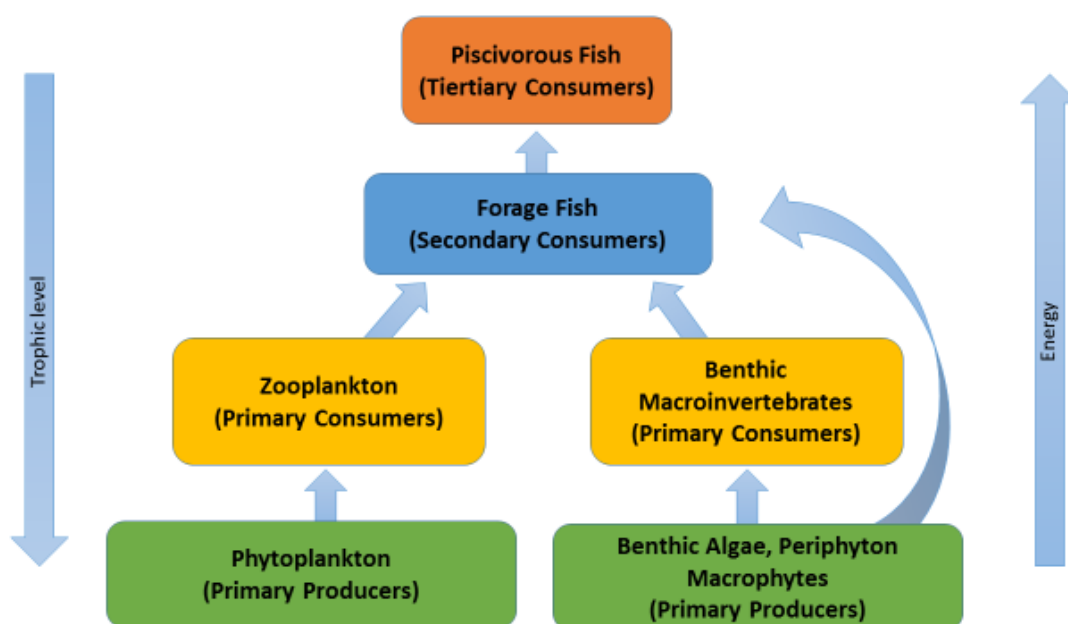 Piscivorous Fish
(Tiertiary Consumers)
Forage Fish
(Secondary Consumers)
Trophic level
Energy
Zooplankton
(Primary Consumers)
Benthic
Macroinvertebrates
(Primary Consumers)
Phytoplankton
(Primary Producers)
Benthic Algae, Periphyton
Macrophytes
(Primary Producers)